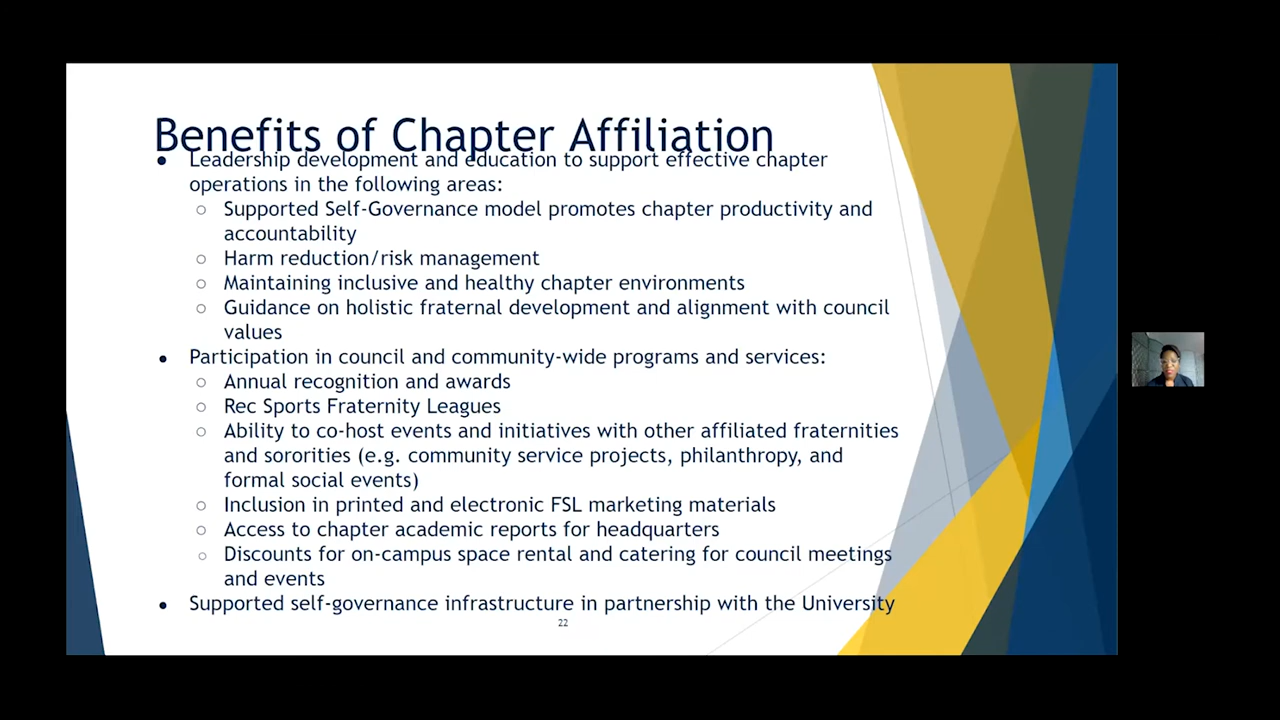 Benefits of Chapter Affiliation
● Leadership development and education to support effective chapter
operations in the following areas:
○ Supported Self-Governance model promotes chapter productivity and
accountability
○ Harm reduction/risk management
○ Maintaining inclusive and healthy chapter environments
○ Guidance on holistic fraternal development and alignment with council
values
● Participation in council and community-wide programs and services:
○ Annual recognition and awards
○ Rec Sports Fraternity Leagues
○ Ability to co-host events and initiatives with other affiliated fraternities
and sororities (e.g. community service projects, philanthropy, and
formal social events)
○ Inclusion in printed and electronic FSL marketing materials
○ Access to chapter academic reports for headquarters
○ Discounts for on-campus space rental and catering for council meetings
and events
● Supported self-governance infrastructure in partnership with the University
22